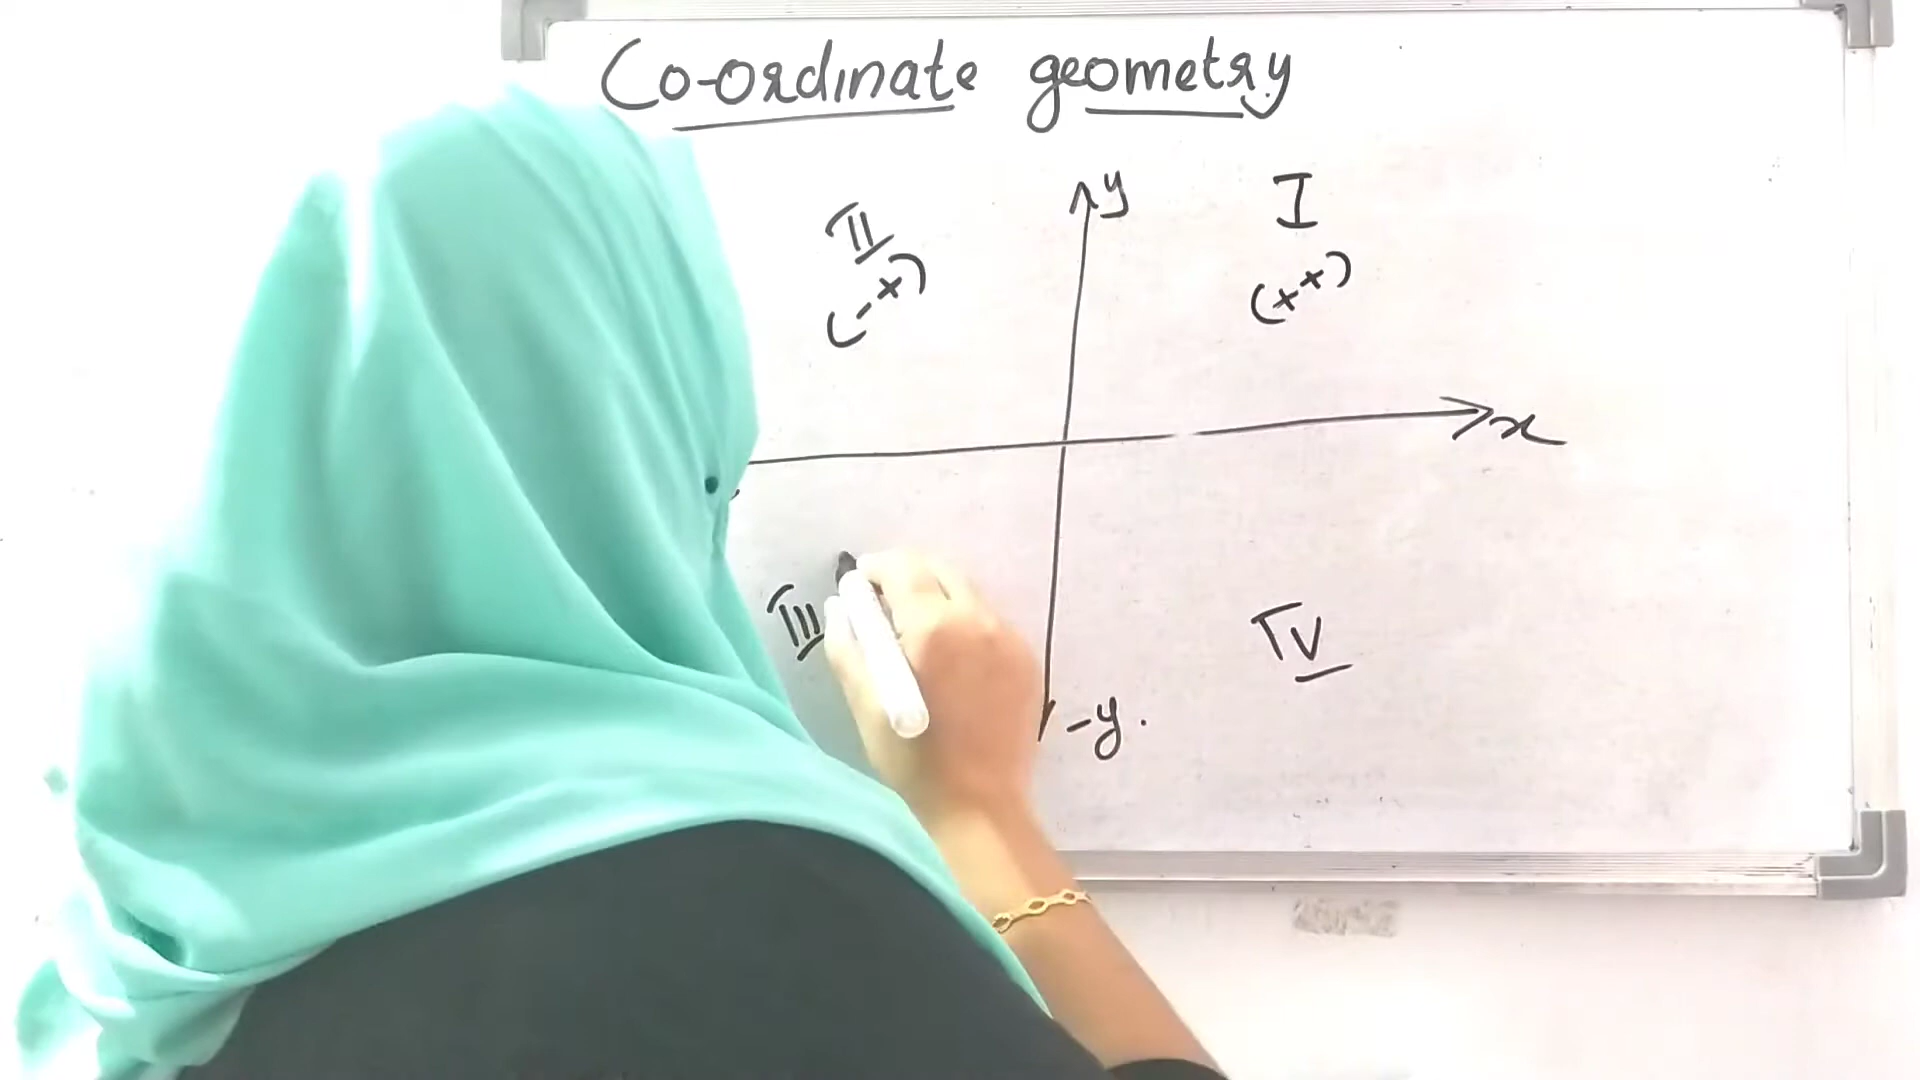 Co-ordinate geometry
y
II
I
(-+)
(++)
x
III
IV
-y.